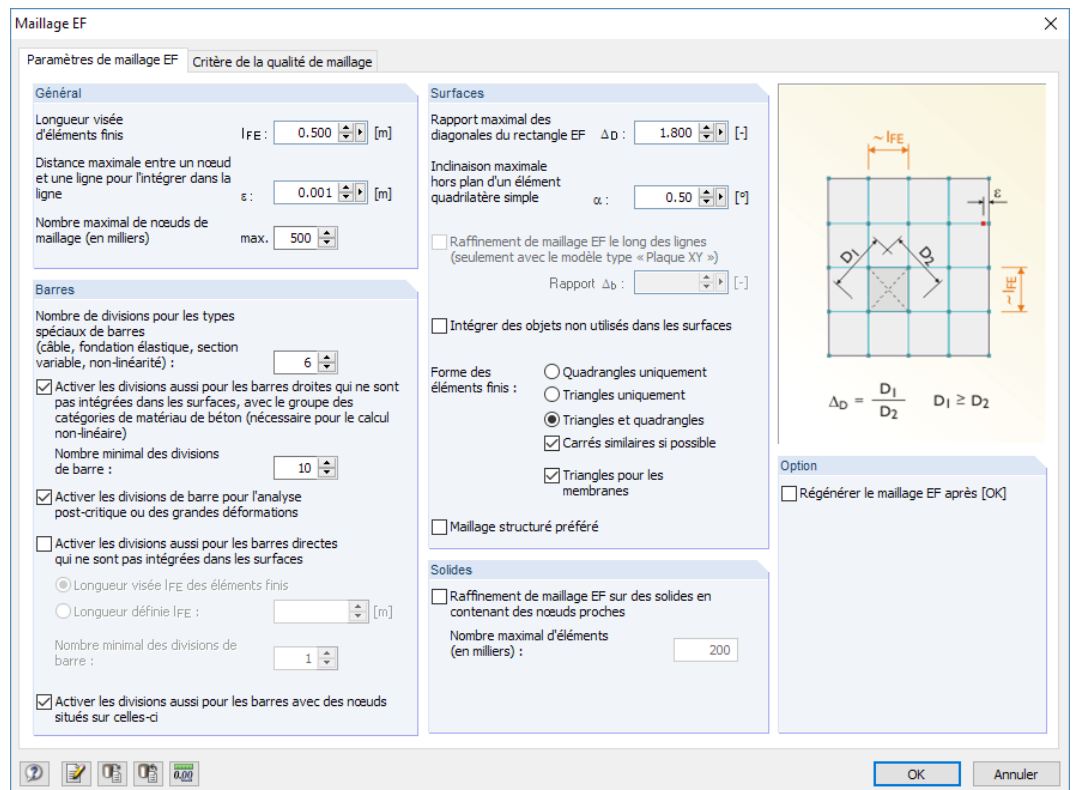 Maillage EF
Paramètres de maillage EF
Critère de la qualité de maillage
Général
Longueur visée
d'éléments finis
lFE :
0.500
[m]
Distance maximale entre un nœud
et une ligne pour l'intégrer dans la
ligne
ε :
0.001
[m]
Nombre maximal de nœuds de
maillage (en milliers)
max.
500
Barres
Nombre de divisions pour les types
spéciaux de barres
(câble, fondation élastique, section
variable, non-linéarité) :
6
Activer les divisions aussi pour les barres droites qui ne sont
pas intégrées dans les surfaces, avec le groupe des
catégories de matériau de béton (nécessaire pour le calcul
non-linéaire)
Nombre minimal des divisions
de barre :
10
Activer les divisions de barre pour l'analyse
post-critique ou des grandes déformations
Activer les divisions aussi pour les barres directes
qui ne sont pas intégrées dans les surfaces
Longueur visée lFE des éléments finis
Longueur définie lFE :
[m]
Nombre minimal des divisions de
barre :
1
Activer les divisions aussi pour les barres avec des nœuds
situés sur celles-ci
Surfaces
Rapport maximal des
diagonales du rectangle EF
ΔD :
1.800
[-]
Inclinaison maximale
hors plan d'un élément
quadrilatère simple
α :
0.50
[°]
Raffinement de maillage EF le long des lignes
(seulement avec le modèle type « Plaque XY »)
Rapport Δb :
[-]
Intégrer des objets non utilisés dans les surfaces
Forme des
éléments finis :
Quadrangles uniquement
Triangles uniquement
Triangles et quadrangles
Carrés similaires si possible
Triangles pour les
membranes
Maillage structuré préféré
Solides
Raffinement de maillage EF sur des solides en
contenant des nœuds proches
Nombre maximal d'éléments
(en milliers) :
200
~ lFE
ε
D1
D2
~ lFE
ΔD = D1 / D2 D1 ≥ D2
Option
Régénérer le maillage EF après [OK]
0,00
OK
Annuler